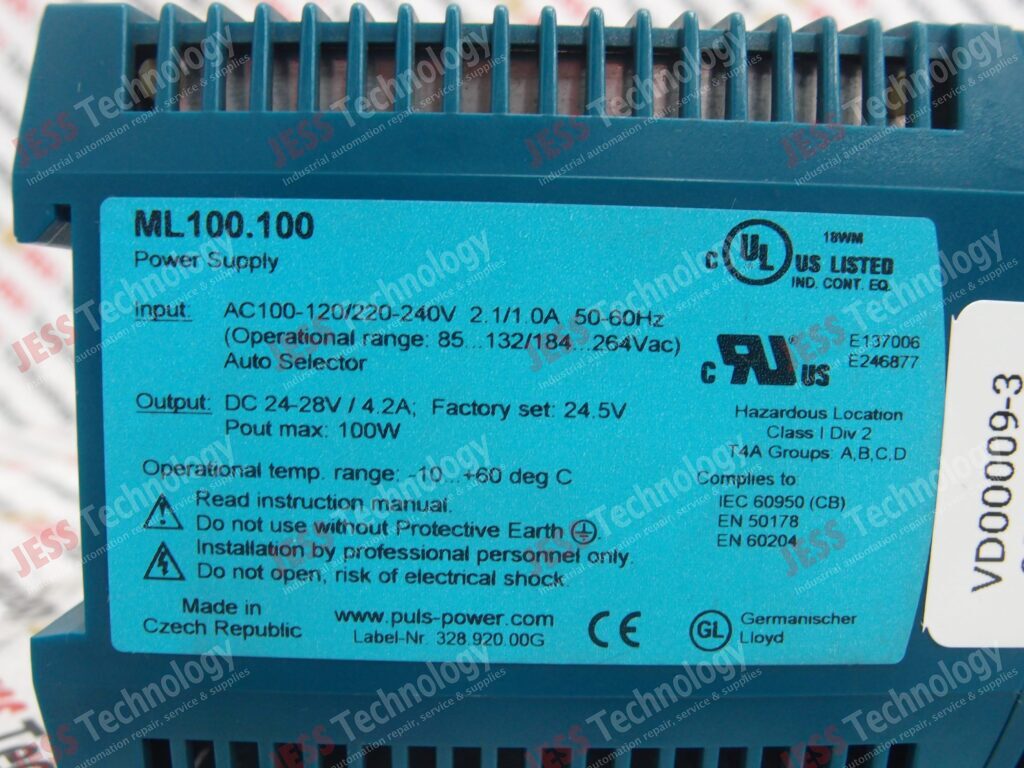 ML100.100
Power Supply
Input: AC100-120/220-240V 2.1/1.0A 50-60Hz
(Operational range: 85...132/184...264Vac)
Auto Selector
Output: DC 24-28V / 4.2A; Factory set: 24.5V
Pout max: 100W
Operational temp. range: -10...+60 deg C
Read instruction manual.
Do not use without Protective Earth
Installation by professional personnel only.
Do not open, risk of electrical shock.
Made in
Czech Republic
www.puls-power.com
Label-Nr. 328.920.00G
CE
C UL US LISTED
18WM
IND. CONT. EQ.
C RU US
E137006
E246877
Hazardous Location
Class I Div 2
T4A Groups: A,B,C,D
Complies to
IEC 60950 (CB)
EN 50178
EN 60204
GL
Germanischer
Lloyd
VD00009-3
JESS Technology
Industrial automation repair, service & supplies